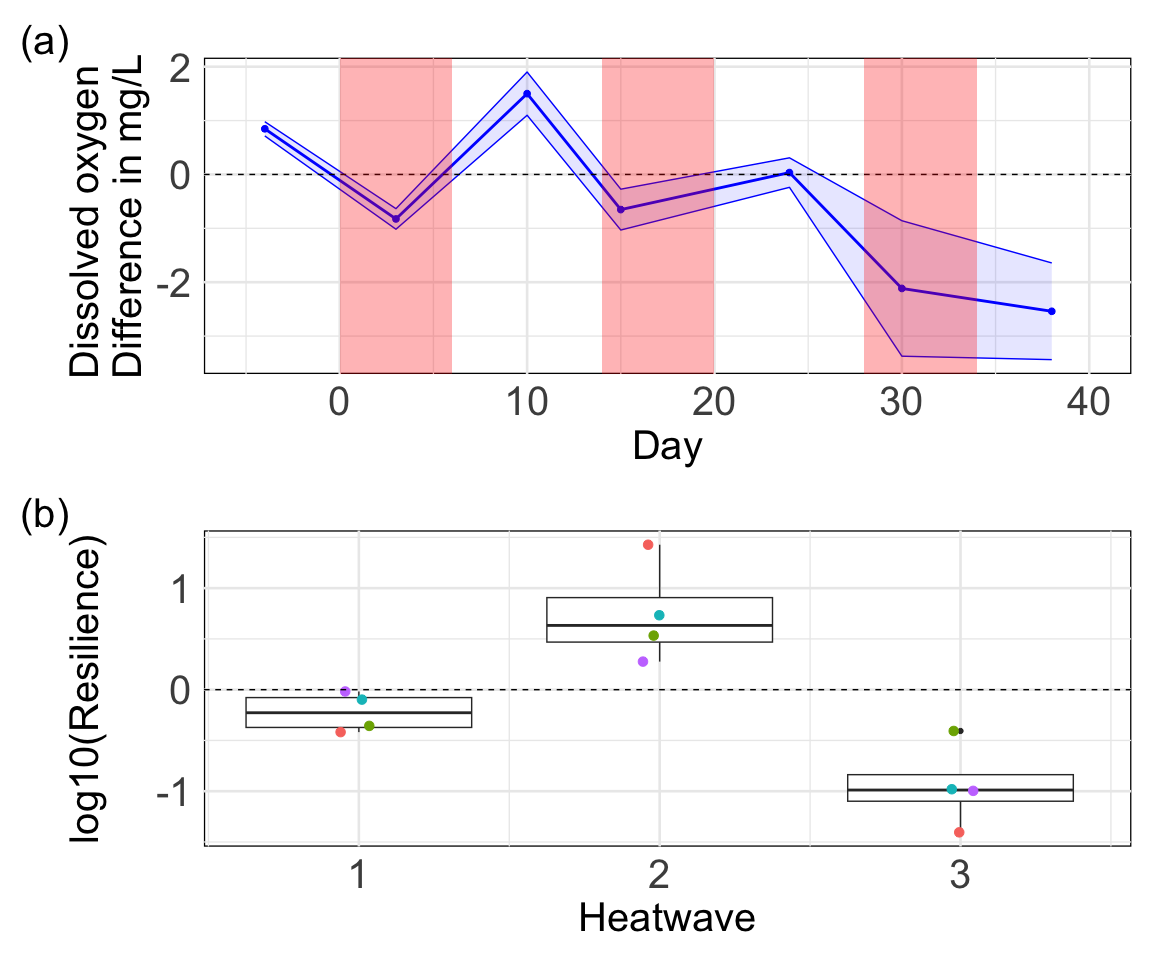 (a)
Dissolved oxygen
Difference in mg/L
2
0
-2
0 10 20 30 40
Day
(b)
log10(Resilience)
1
0
-1
1 2 3
Heatwave